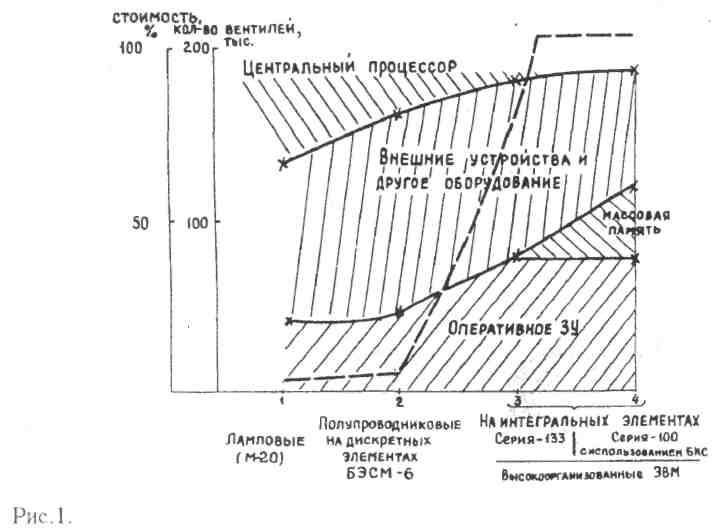 СТОИМОСТЬ,
% КОЛ-ВО ВЕНТИЛЕЙ,
ТЫС.
100 200
ЦЕНТРАЛЬНЫЙ ПРОЦЕССОР
ВНЕШНИЕ УСТРОЙСТВА И
ДРУГОЕ ОБОРУДОВАНИЕ
50 100
МАССОВАЯ
ПАМЯТЬ
ОПЕРАТИВНОЕ ЗУ
1 2 3 4
ЛАМПОВЫЕ
(М-20)
ПОЛУПРОВОДНИКОВЫЕ
НА ДИСКРЕТНЫХ
ЭЛЕМЕНТАХ
БЭСМ-6
НА ИНТЕГРАЛЬНЫХ ЭЛЕМЕНТАХ
СЕРИЯ-133
СЕРИЯ-100
С ИСПОЛЬЗОВАНИЕМ БИС
ВЫСОКООРГАНИЗОВАННЫЕ ЭВМ
Рис.1.